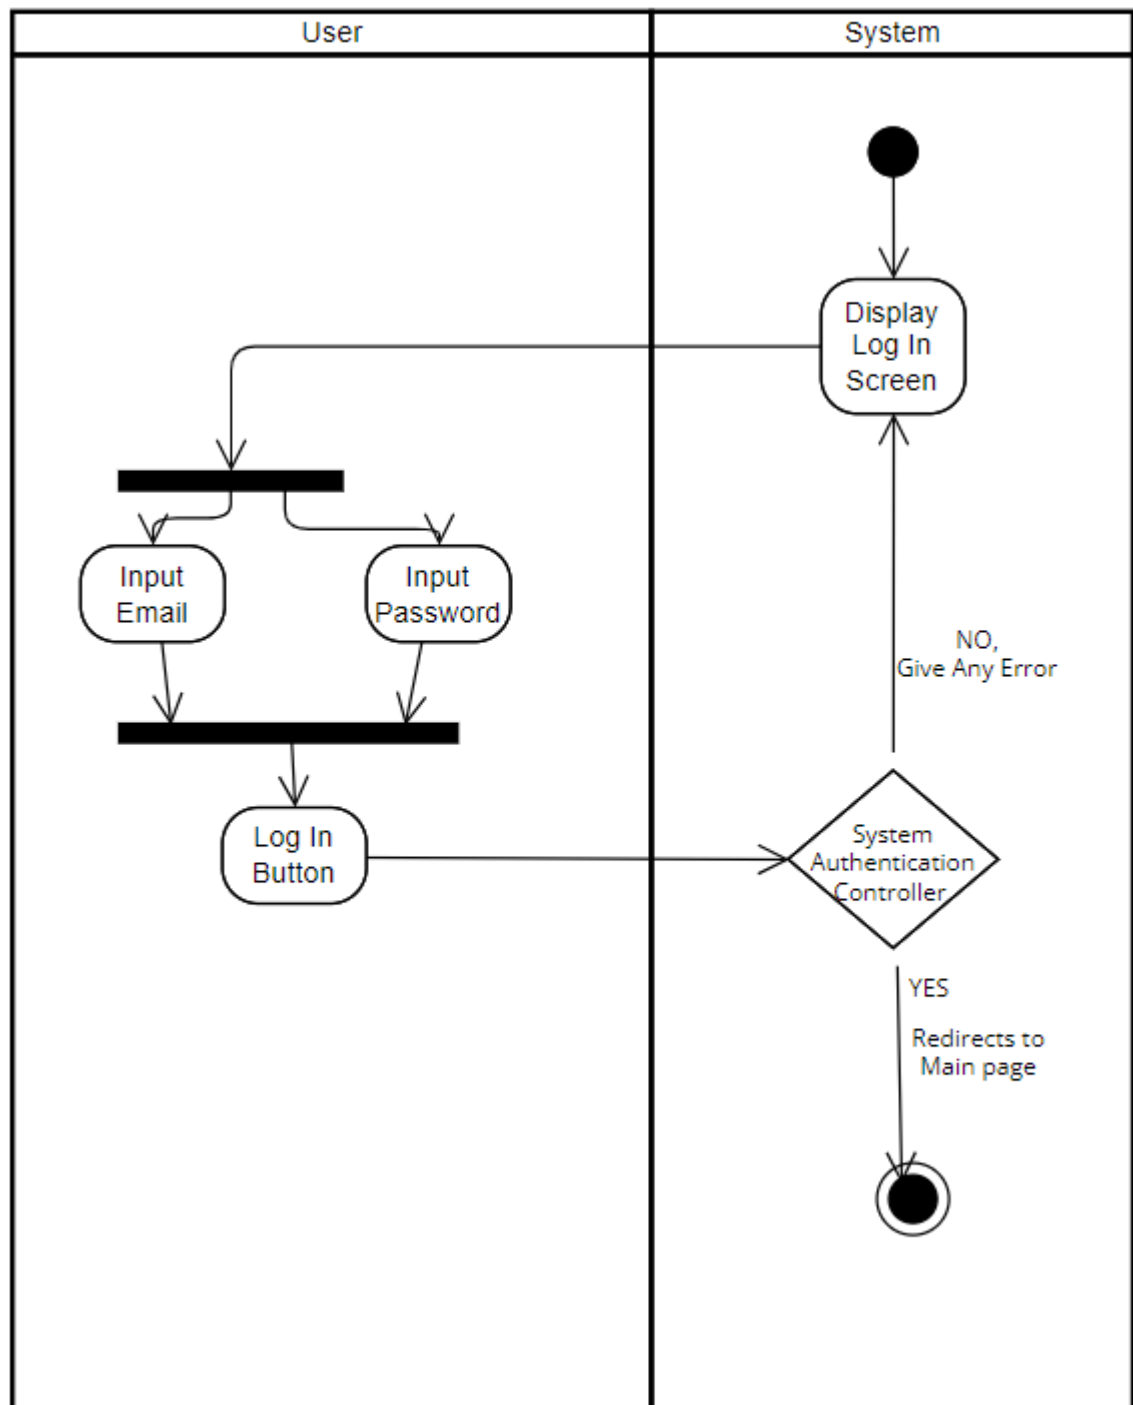 User
System
Display
Log In
Screen
Input
Email
Input
Password
NO,
Give Any Error
Log In
Button
System
Authentication
Controller
YES
Redirects to
Main page